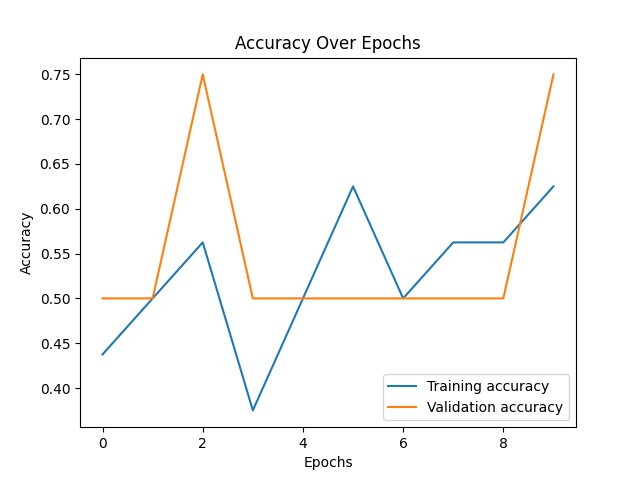 Accuracy Over Epochs
0.75
0.70
0.65
0.60
0.55
0.50
0.45
0.40
Accuracy
Training accuracy
Validation accuracy
0 2 4 6 8
Epochs